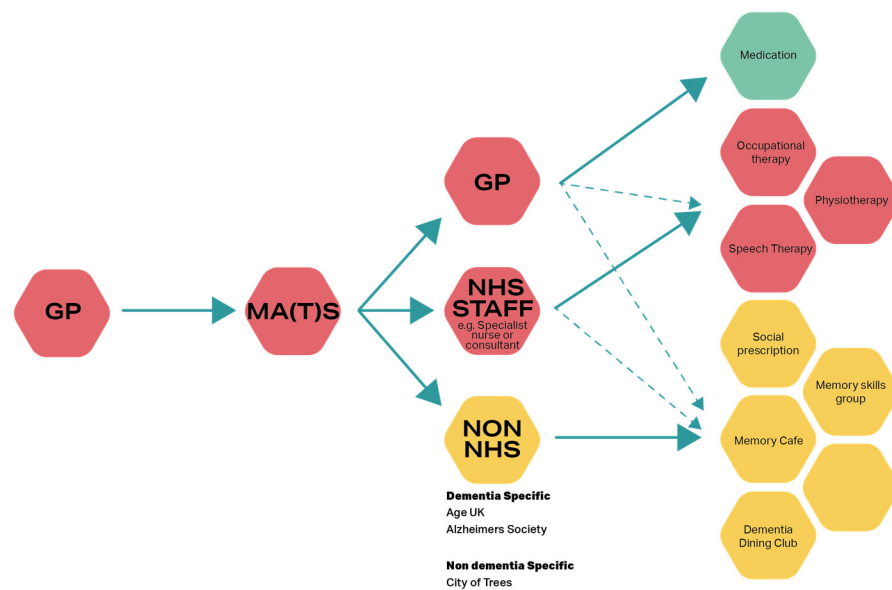 GP
MA(T)S
GP
NHS
STAFF
e.g. Specialist
nurse or
consultant
NON
NHS
Dementia Specific
Age UK
Alzheimers Society
Non dementia Specific
City of Trees
Medication
Occupational
therapy
Physiotherapy
Speech Therapy
Social
prescription
Memory skills
group
Memory Cafe
Dementia
Dining Club